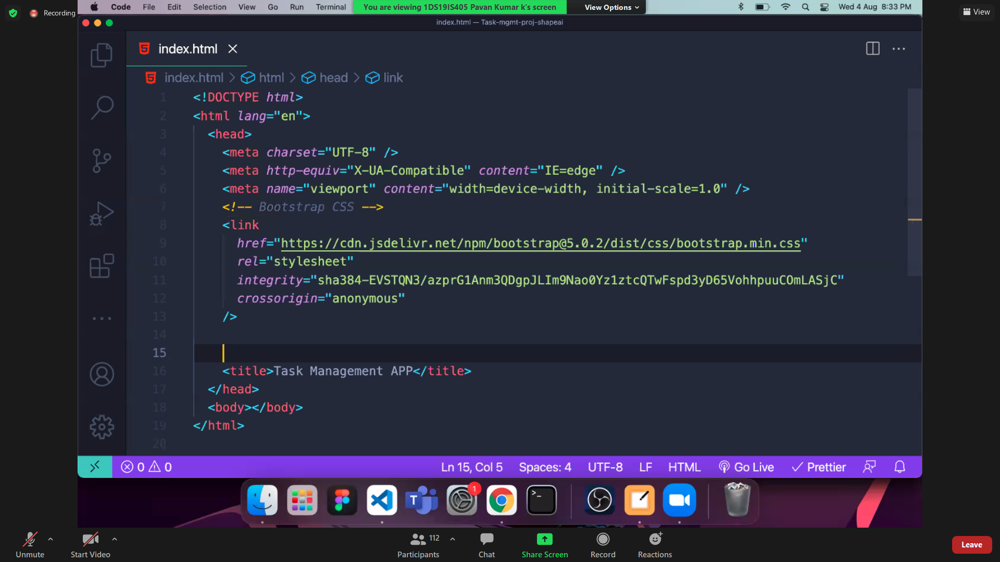 Recording
Code File Edit Selection View Go Run Terminal
You are viewing 1DS19IS405 Pavan Kumar k's screen
View Options
Wed 4 Aug 8:33 PM
View
index.html — Task-mgmt-proj-shapeai
index.html
index.html > html > head > link
1 <!DOCTYPE html>
2 <html lang="en">
3 <head>
4 <meta charset="UTF-8" />
5 <meta http-equiv="X-UA-Compatible" content="IE=edge" />
6 <meta name="viewport" content="width=device-width, initial-scale=1.0" />
7 <!-- Bootstrap CSS -->
8 <link
9 href="https://cdn.jsdelivr.net/npm/bootstrap@5.0.2/dist/css/bootstrap.min.css"
10 rel="stylesheet"
11 integrity="sha384-EVSTQN3/azprG1Anm3QDgpJLIm9Nao0Yz1ztcQTwFspd3yD65VohhpuuCOmLASjC"
12 crossorigin="anonymous"
13 />
14
15
16 <title>Task Management APP</title>
17 </head>
18 <body></body>
19 </html>
20
0 0
Ln 15, Col 5 Spaces: 4 UTF-8 LF HTML Go Live Prettier
T
1
>_
Unmute
Start Video
112
Participants
Chat
Share Screen
Record
Reactions
Leave